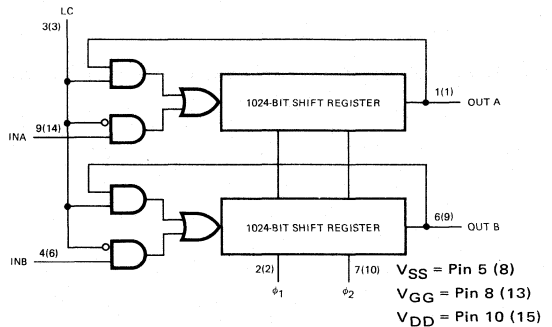 LC
3(3)
1024-BIT SHIFT REGISTER
1(1)
OUT A
9(14)
INA
1024-BIT SHIFT REGISTER
6(9)
OUT B
4(6)
INB
2(2)
7(10)
ϕ1
ϕ2
VSS = Pin 5 (8)
VGG = Pin 8 (13)
VDD = Pin 10 (15)